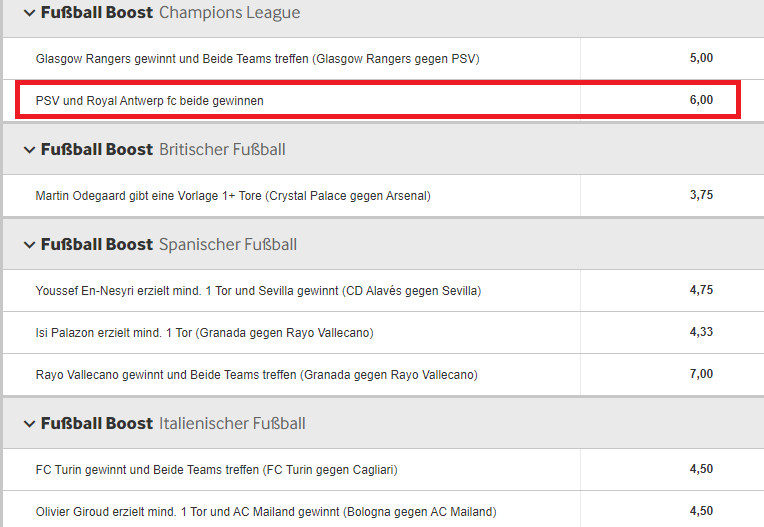 Fußball Boost Champions League
Glasgow Rangers gewinnt und Beide Teams treffen (Glasgow Rangers gegen PSV) 5,00
PSV und Royal Antwerp fc beide gewinnen 6,00
Fußball Boost Britischer Fußball
Martin Odegaard gibt eine Vorlage 1+ Tore (Crystal Palace gegen Arsenal) 3,75
Fußball Boost Spanischer Fußball
Youssef En-Nesyri erzielt mind. 1 Tor und Sevilla gewinnt (CD Alavés gegen Sevilla) 4,75
Isi Palazon erzielt mind. 1 Tor (Granada gegen Rayo Vallecano) 4,33
Rayo Vallecano gewinnt und Beide Teams treffen (Granada gegen Rayo Vallecano) 7,00
Fußball Boost Italienischer Fußball
FC Turin gewinnt und Beide Teams treffen (FC Turin gegen Cagliari) 4,50
Olivier Giroud erzielt mind. 1 Tor und AC Mailand gewinnt (Bologna gegen AC Mailand) 4,50